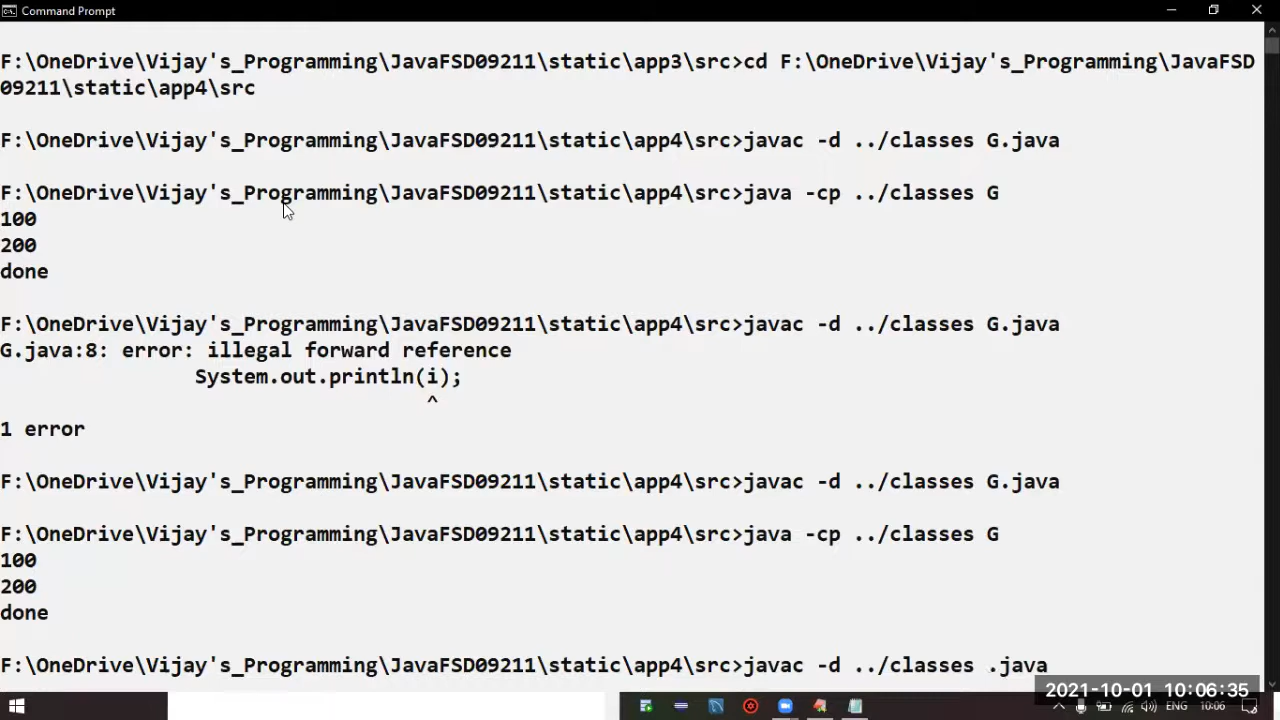 Command Prompt
F:\OneDrive\Vijay's_Programming\JavaFSD09211\static\app3\src>cd F:\OneDrive\Vijay's_Programming\JavaFSD
09211\static\app4\src
F:\OneDrive\Vijay's_Programming\JavaFSD09211\static\app4\src>javac -d ../classes G.java
F:\OneDrive\Vijay's_Programming\JavaFSD09211\static\app4\src>java -cp ../classes G
100
200
done
F:\OneDrive\Vijay's_Programming\JavaFSD09211\static\app4\src>javac -d ../classes G.java
G.java:8: error: illegal forward reference
System.out.println(i);
^
1 error
F:\OneDrive\Vijay's_Programming\JavaFSD09211\static\app4\src>javac -d ../classes G.java
F:\OneDrive\Vijay's_Programming\JavaFSD09211\static\app4\src>java -cp ../classes G
100
200
done
F:\OneDrive\Vijay's_Programming\JavaFSD09211\static\app4\src>javac -d ../classes .java
2021-10-01 10:06:35
ENG 10:06